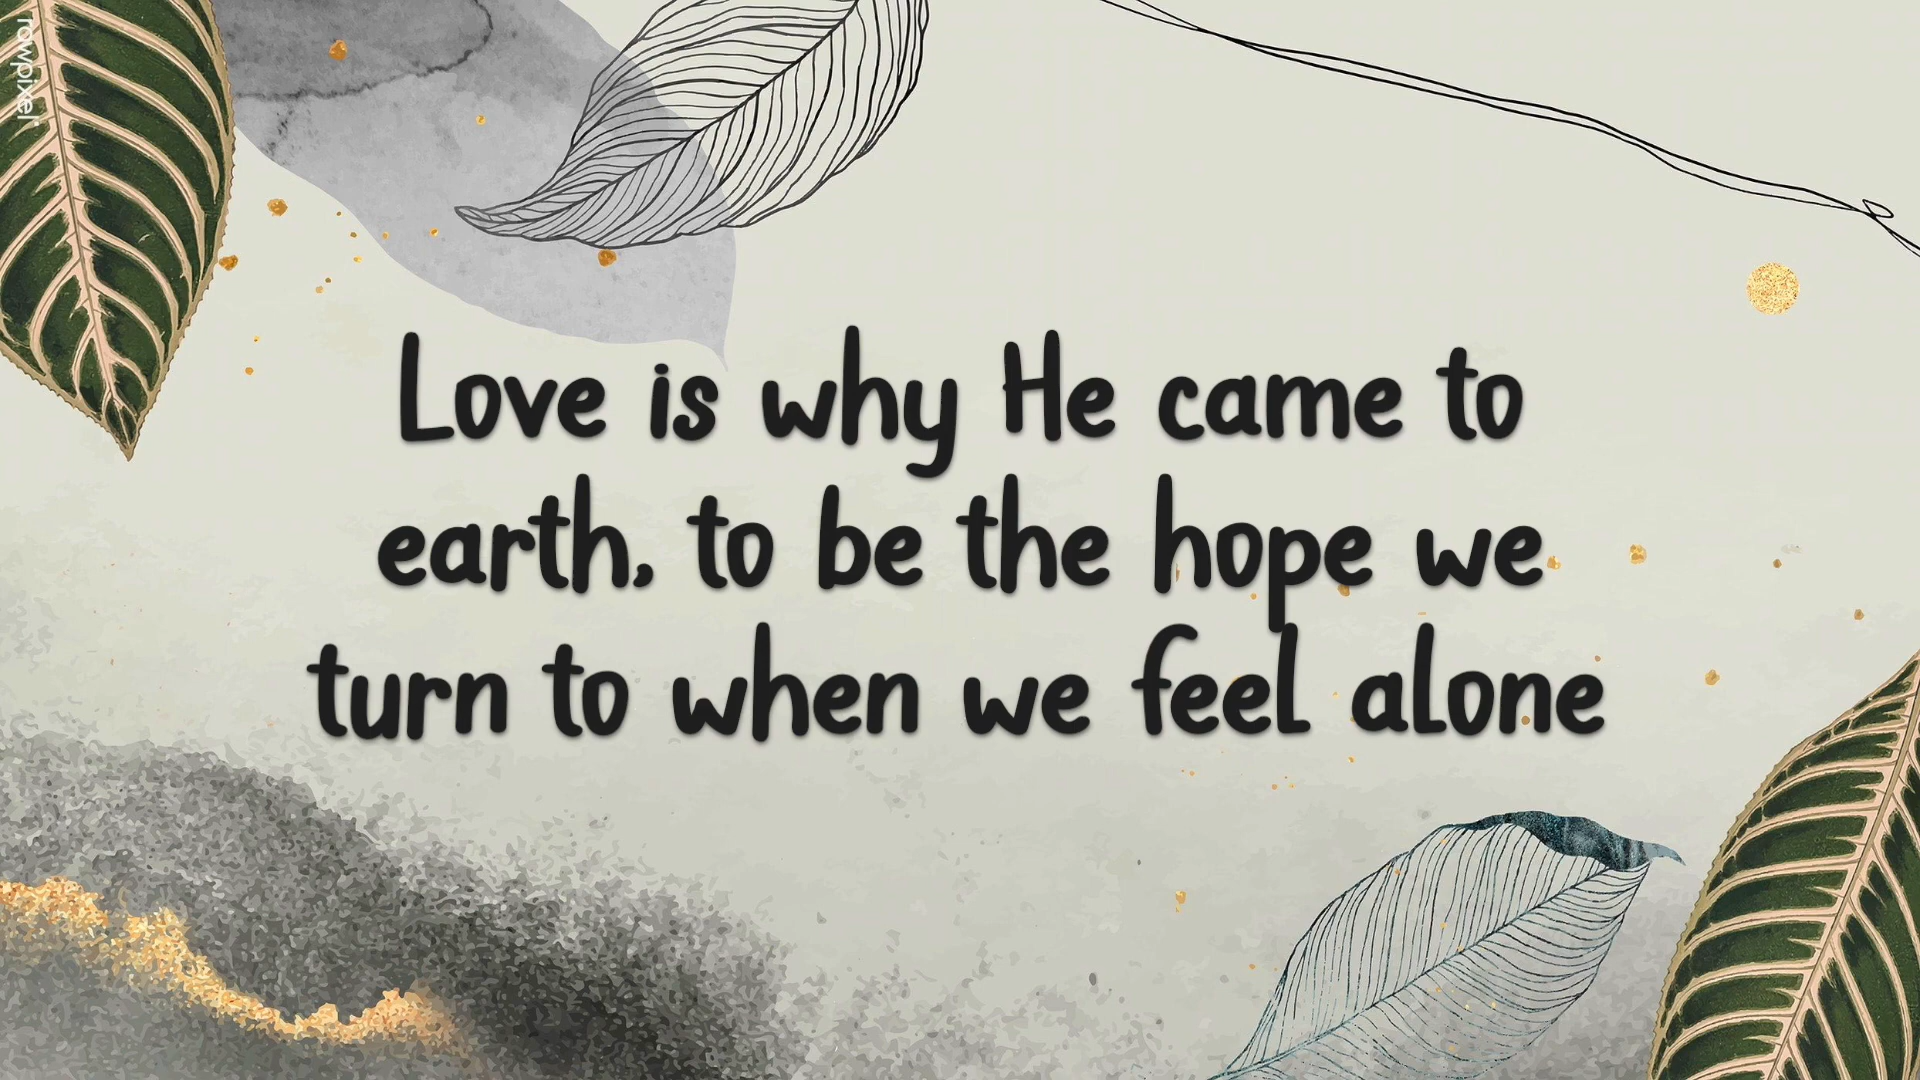 rawpixel
Love is why He came to
earth, to be the hope we
turn to when we feel alone